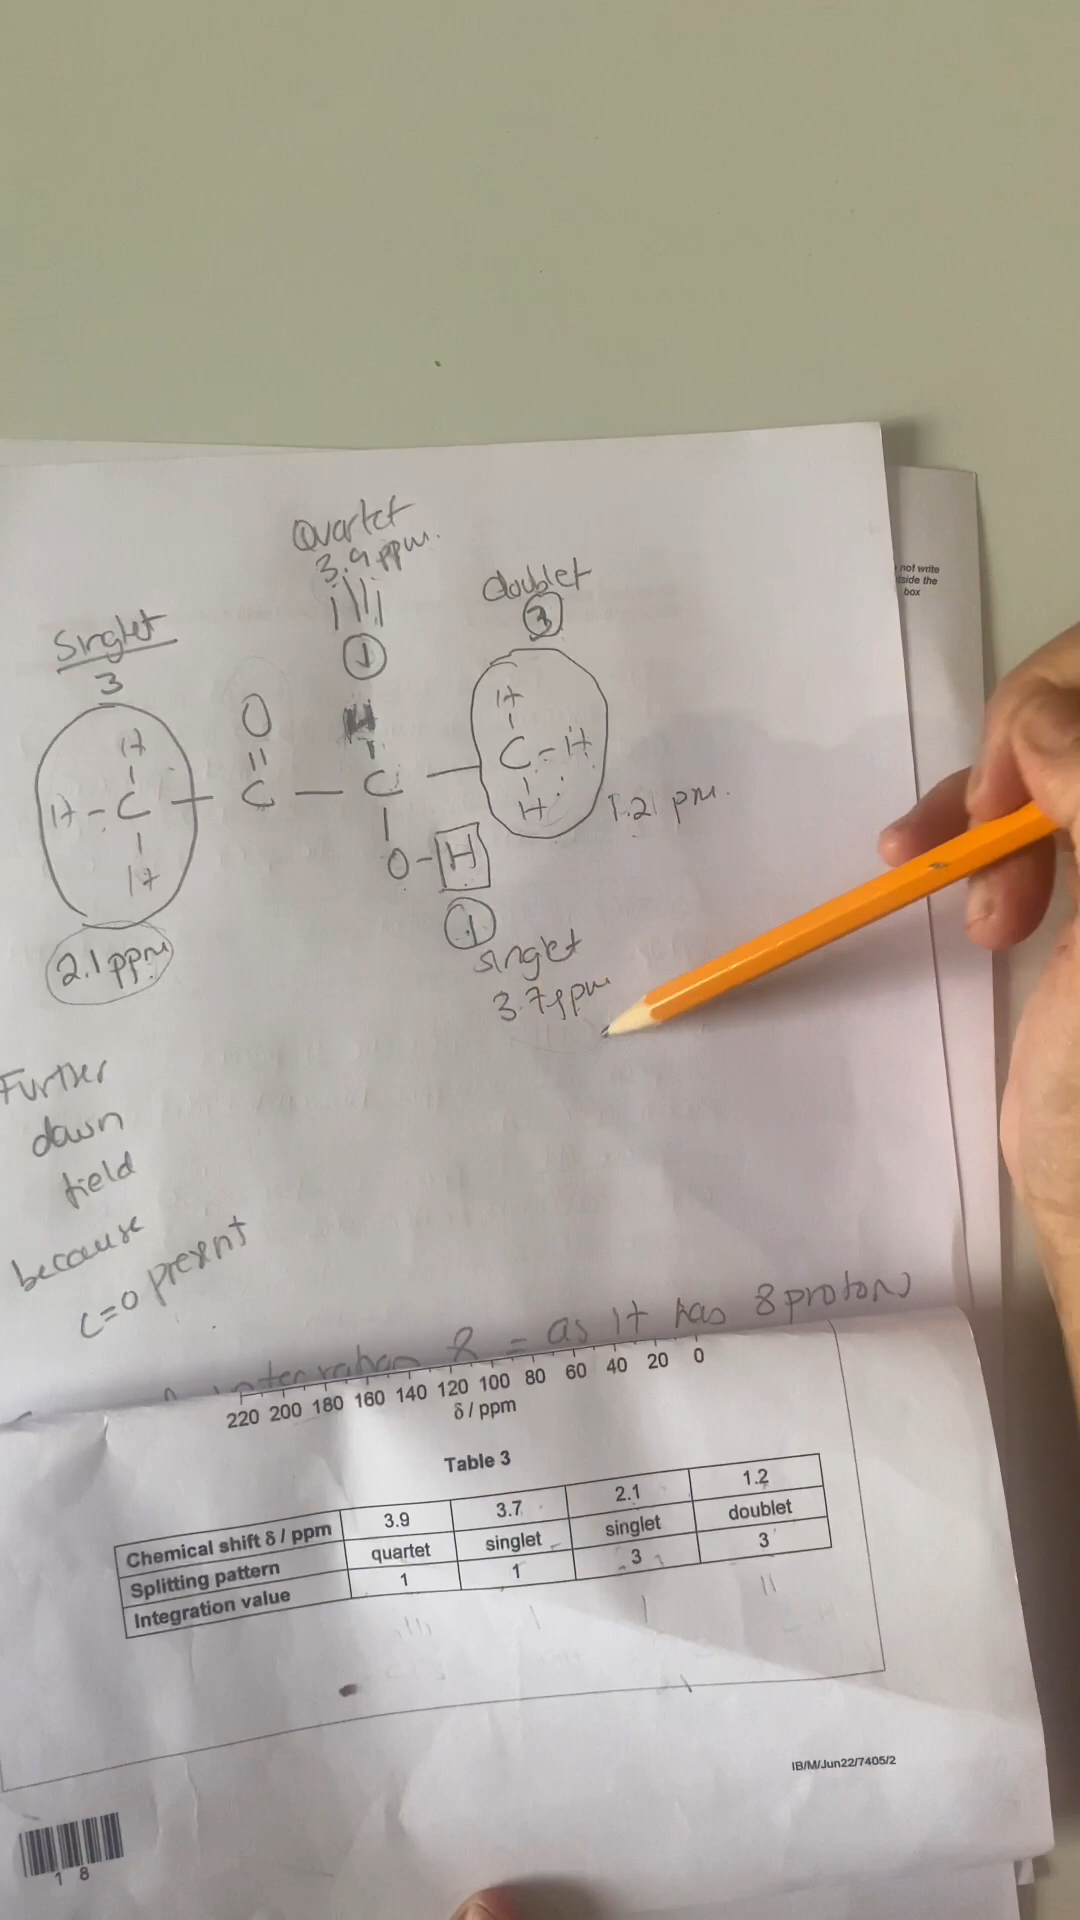 Quartet
3.9 ppm.
doublet
3
Singlet
3
1
H
O
H
H
H - C
C
C
C - H
H
H
O - H
1.21 pm.
2.1 ppm
1
singlet
3.7 ppm
not write
side the
box
Further
down
field
because
C=O present
integration 8 = as it has 8 protons
220 200 180 160 140 120 100 80 60 40 20 0
δ / ppm
Table 3
Chemical shift δ / ppm 3.9 3.7 2.1 1.2
Splitting pattern quartet singlet singlet doublet
Integration value 1 1 3 3
IB/M/Jun22/7405/2
1 8